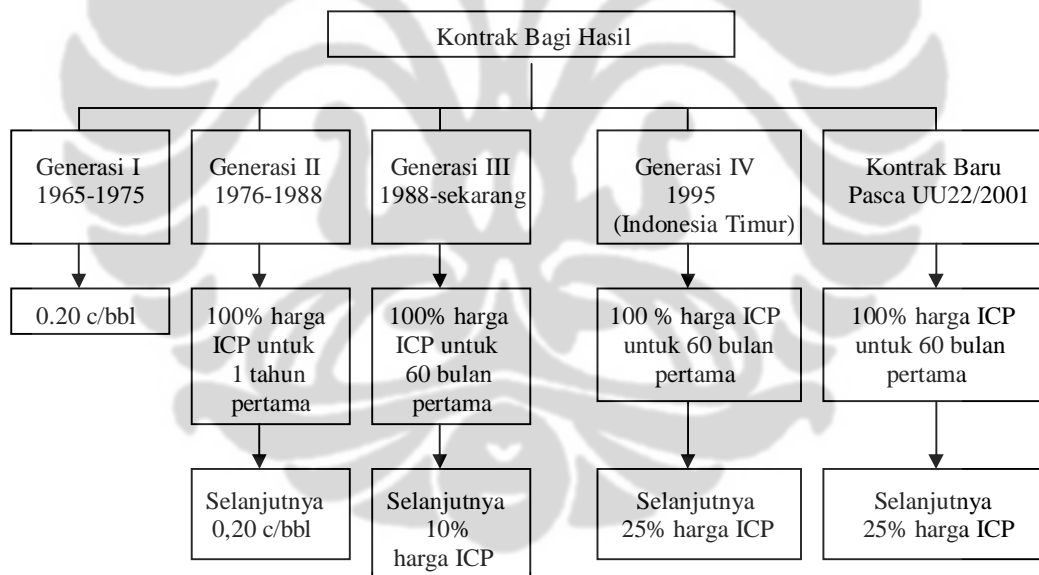 Kontrak Bagi Hasil
Generasi I
1965-1975
Generasi II
1976-1988
Generasi III
1988-sekarang
Generasi IV
1995
(Indonesia Timur)
Kontrak Baru
Pasca UU22/2001
0.20 c/bbl
100% harga
ICP untuk
1 tahun
pertama
100% harga
ICP untuk
60 bulan
pertama
100 % harga ICP
untuk 60 bulan
pertama
100% harga ICP
untuk 60 bulan
pertama
Selanjutnya
0,20 c/bbl
Selanjutnya
10%
harga ICP
Selanjutnya
25% harga ICP
Selanjutnya
25% harga ICP